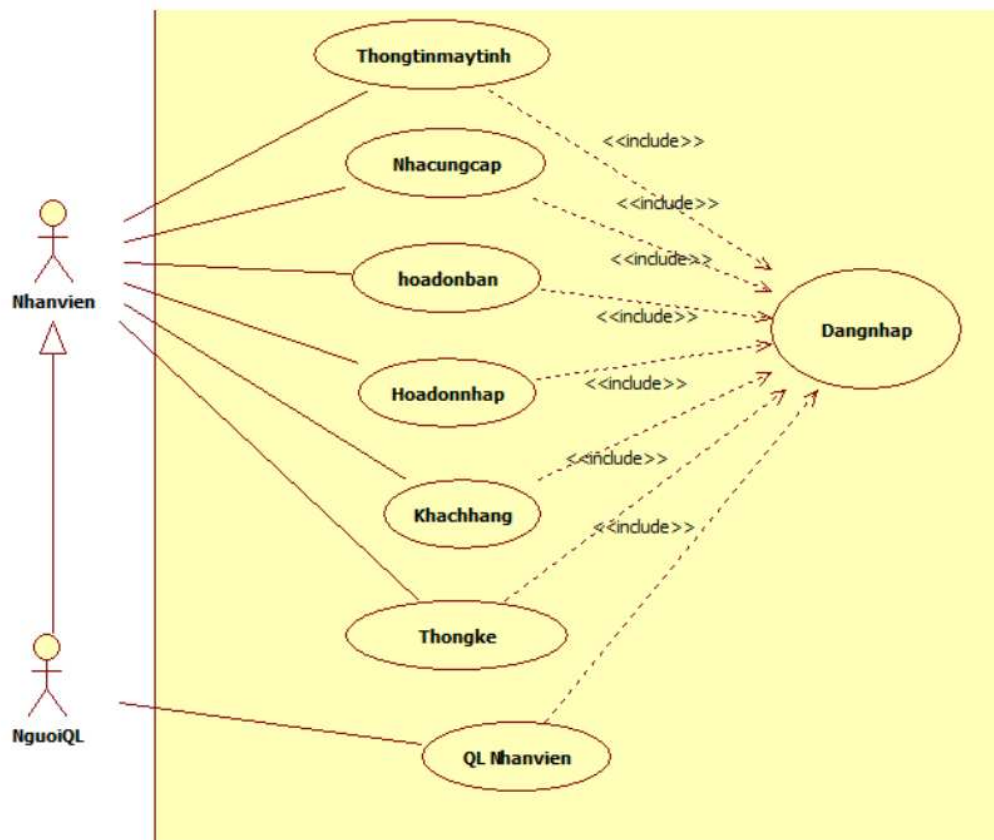 Thongtinmaytinh
<<include>>
Nhacungcap
<<include>>
<<include>>
hoadonban
Nhanvien
<<include>>
Dangnhap
<<include>>
Hoadonnhap
<<include>>
Khachhang
<<include>>
Thongke
NguoiQL
QL Nhanvien